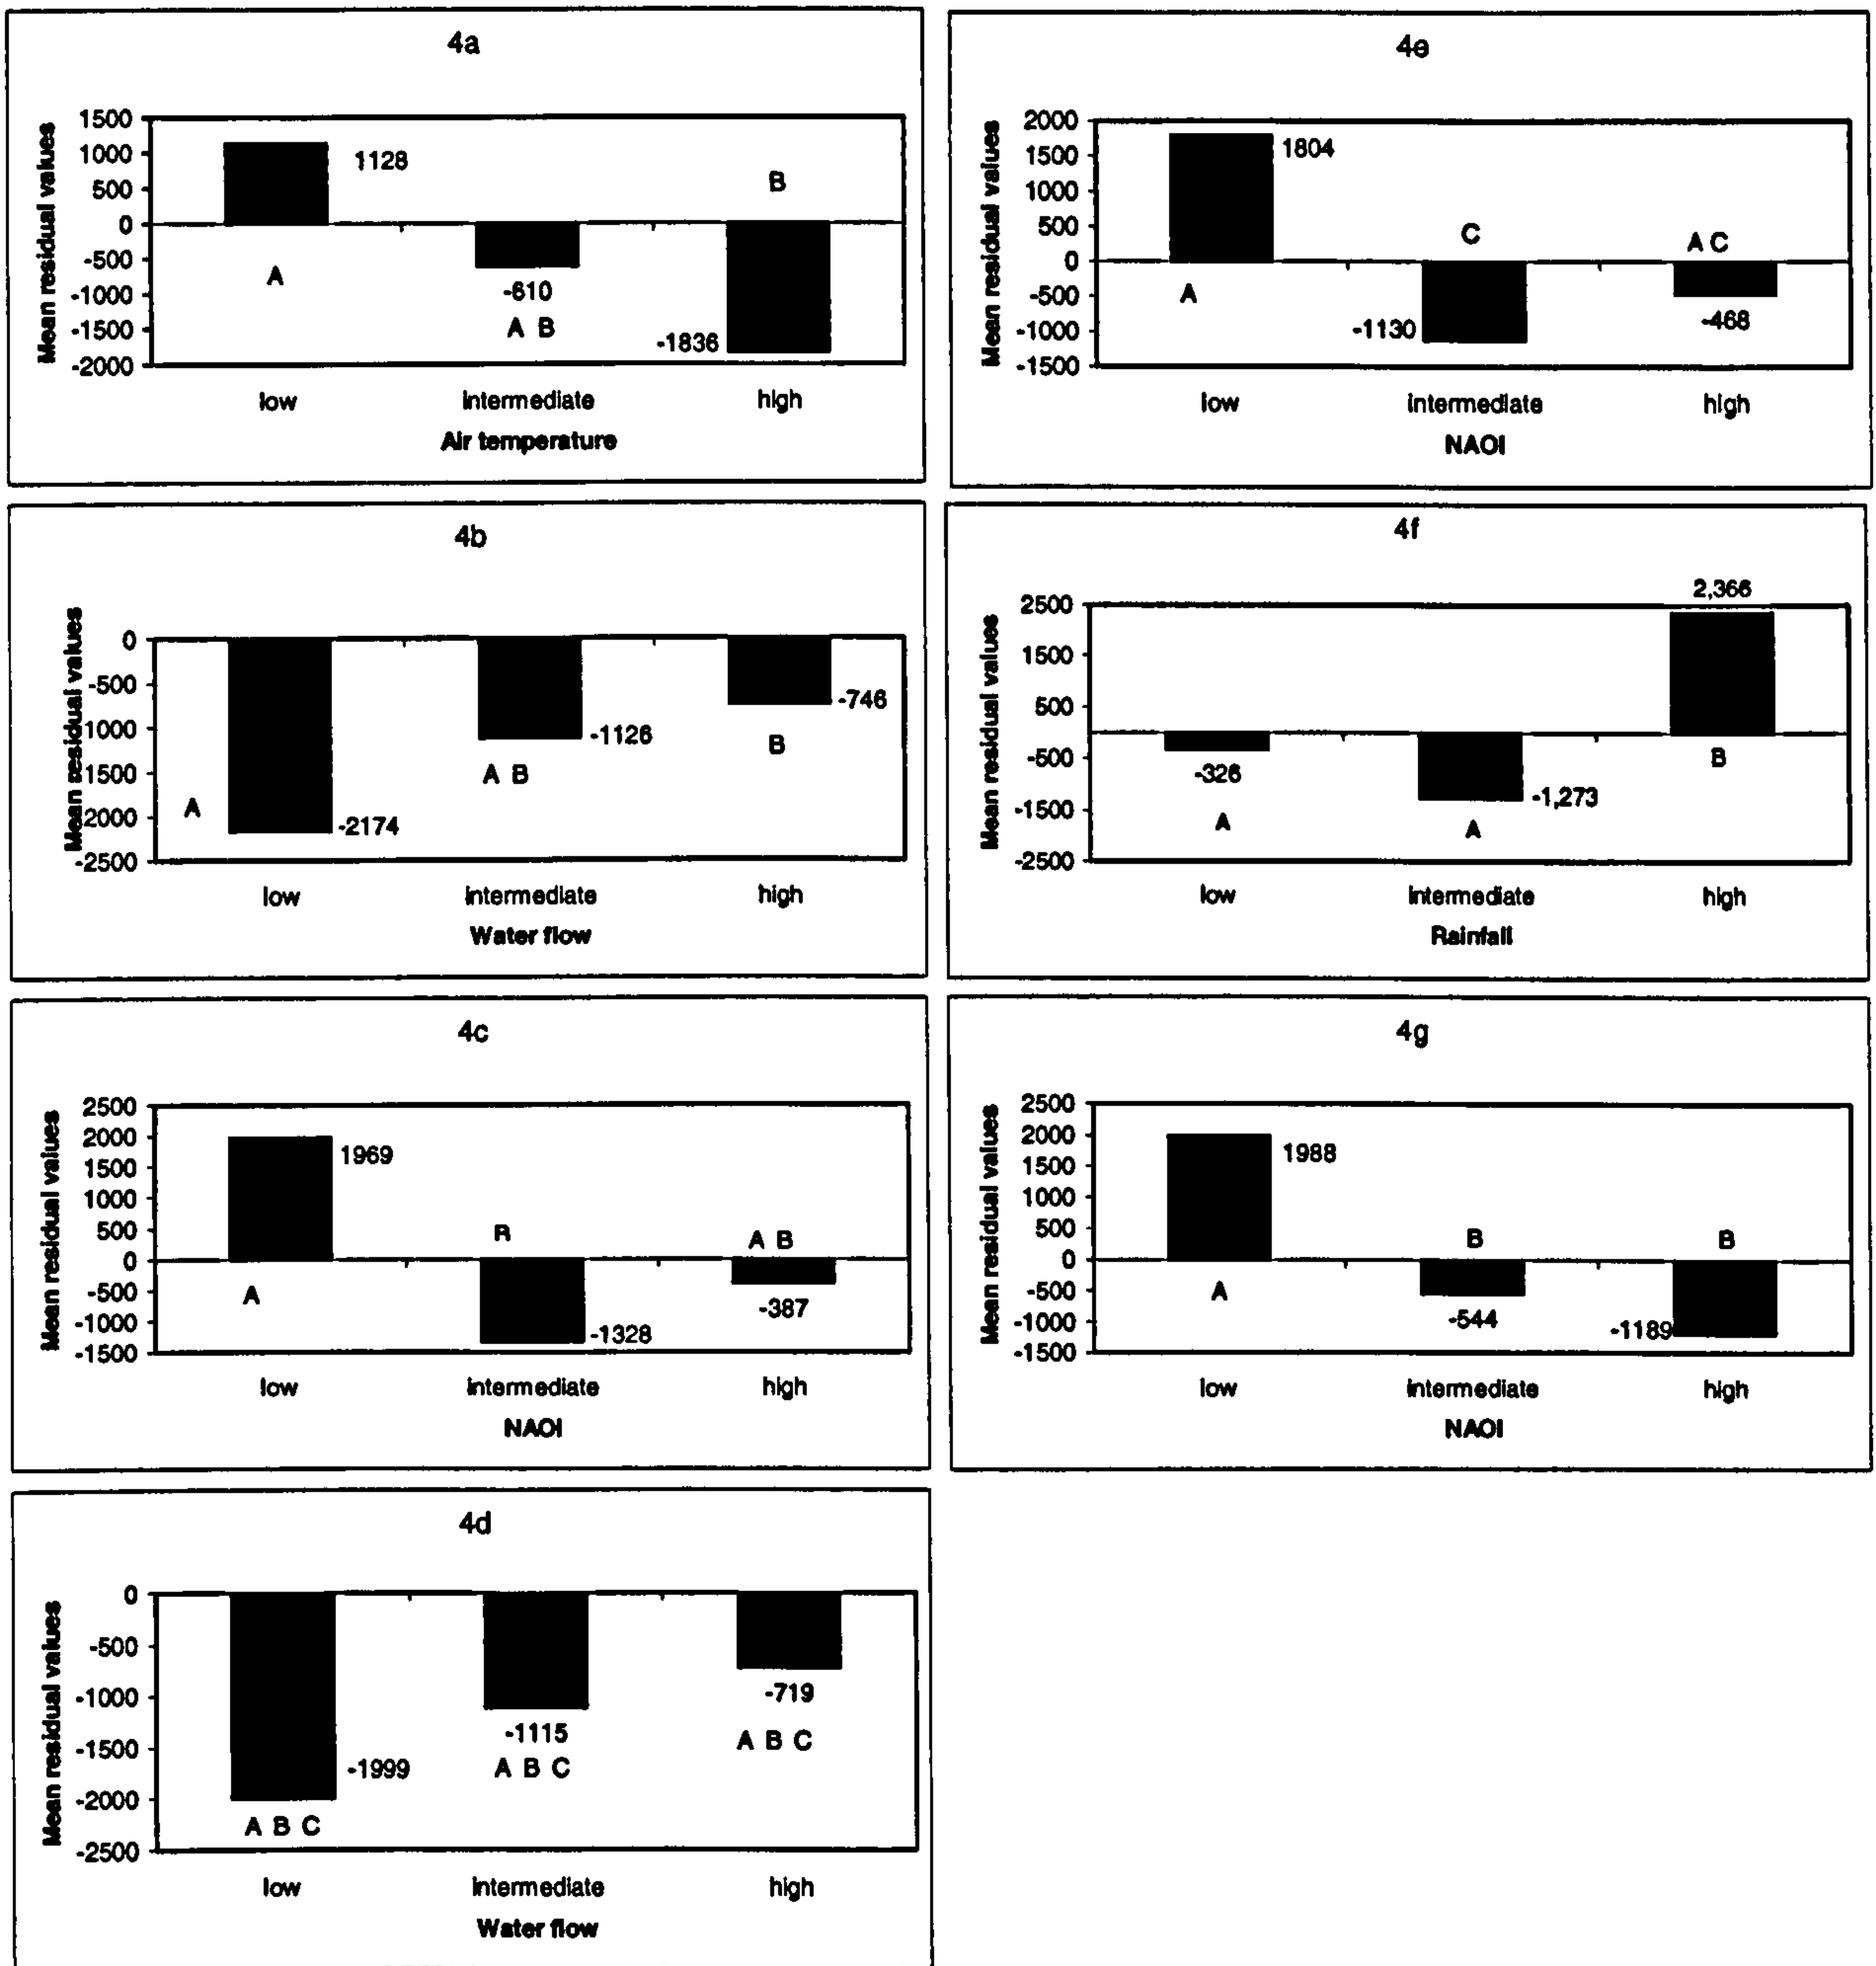 4a
Mean residual values
1500
1000
500
0
-500
-1000
-1500
-2000
1128
A
-610
A B
B
-1836
low intermediate high
Air temperature
4b
Mean residual values
0
-500
-1000
-1500
-2000
-2500
A
-2174
-1126
A B
-746
B
low intermediate high
Water flow
4c
Mean residual values
2500
2000
1500
1000
500
0
-500
-1000
-1500
1969
A
R
-1328
A B
-387
low intermediate high
NAOI
4d
Mean residual values
0
-500
-1000
-1500
-2000
-2500
-1999
A B C
-1115
A B C
-719
A B C
low intermediate high
Water flow
4e
Mean residual values
2000
1500
1000
500
0
-500
-1000
-1500
1804
A
C
-1130
A C
-468
low intermediate high
NAOI
4f
Mean residual values
2500
1500
500
-500
-1500
-2500
-326
A
-1,273
A
2,366
B
low intermediate high
Rainfall
4g
Mean residual values
2500
2000
1500
1000
500
0
-500
-1000
-1500
1988
A
B
-544
B
-1189
low intermediate high
NAOI